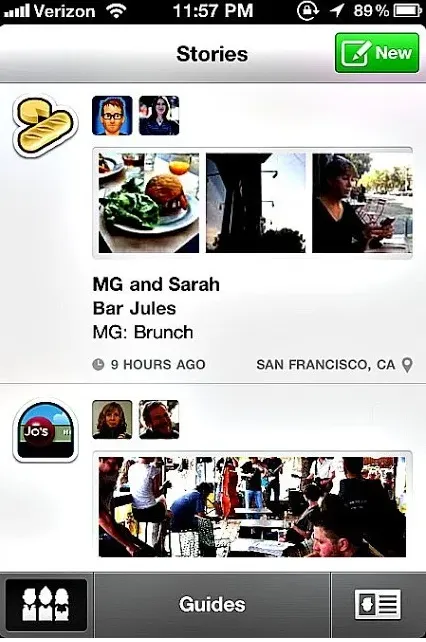 Verizon 11:57 PM 89%
Stories
New
MG and Sarah
Bar Jules
MG: Brunch
9 HOURS AGO SAN FRANCISCO, CA
Jo's
Guides